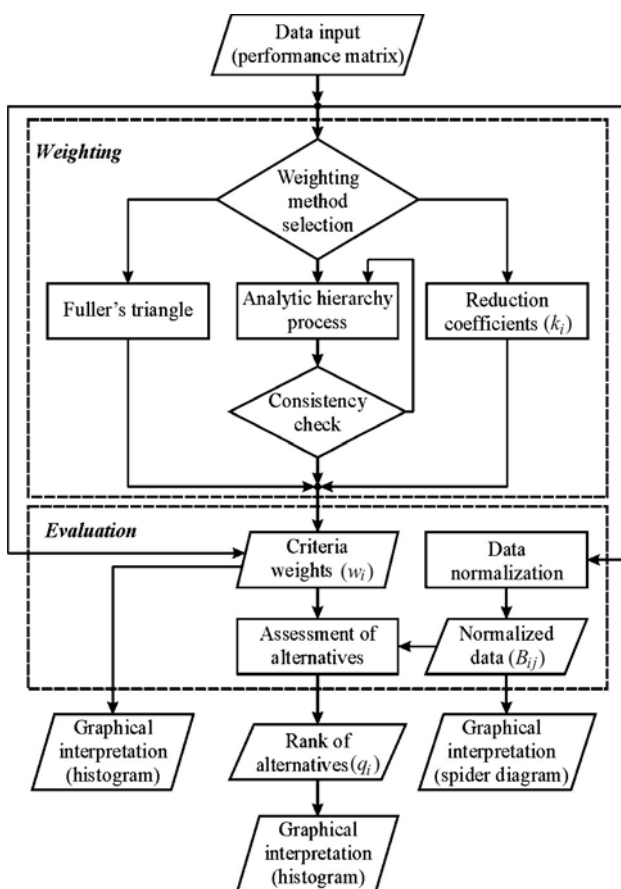 Data input
(performance matrix)
Weighting
Weighting
method
selection
Fuller's triangle
Analytic hierarchy
process
Reduction
coefficients (kᵢ)
Consistency
check
Evaluation
Criteria
weights (wᵢ)
Data
normalization
Assessment of
alternatives
Normalized
data (Bᵢⱼ)
Graphical
interpretation
(histogram)
Rank of
alternatives(qᵢ)
Graphical
interpretation
(spider diagram)
Graphical
interpretation
(histogram)